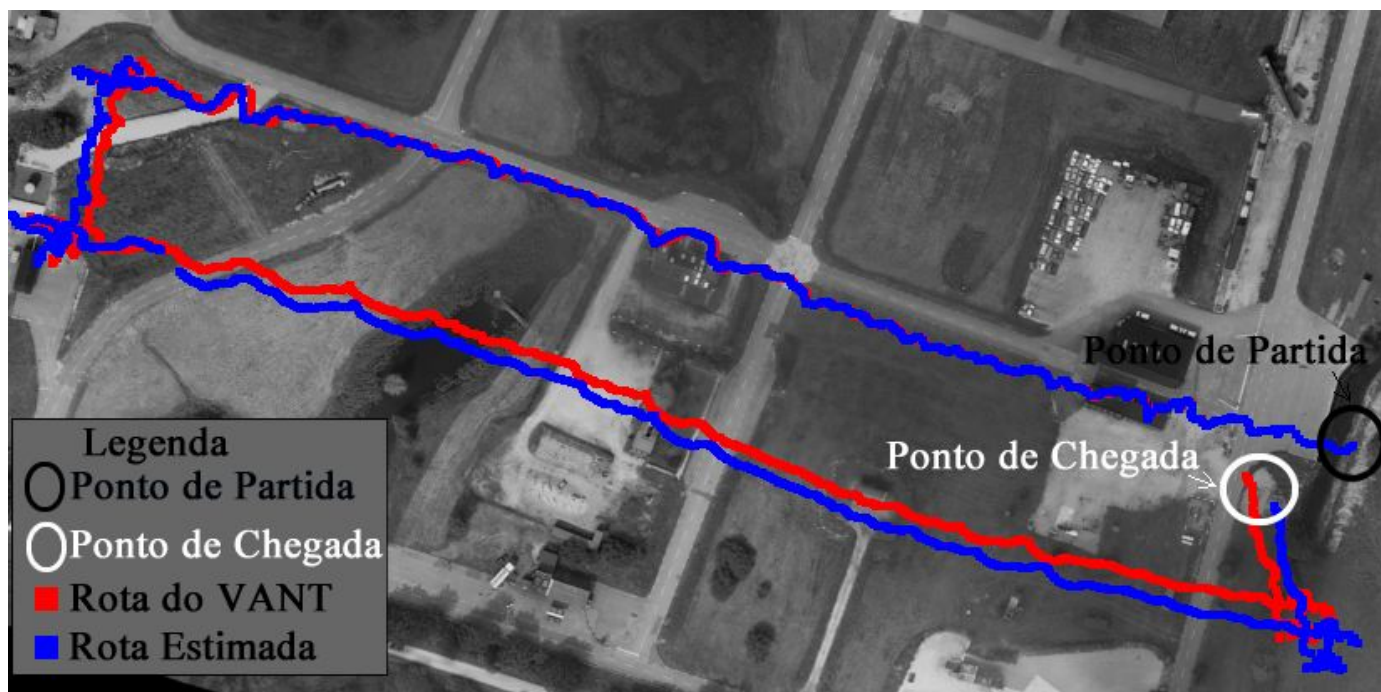 Ponto de Partida
Ponto de Chegada
Legenda
Ponto de Partida
Ponto de Chegada
Rota do VANT
Rota Estimada